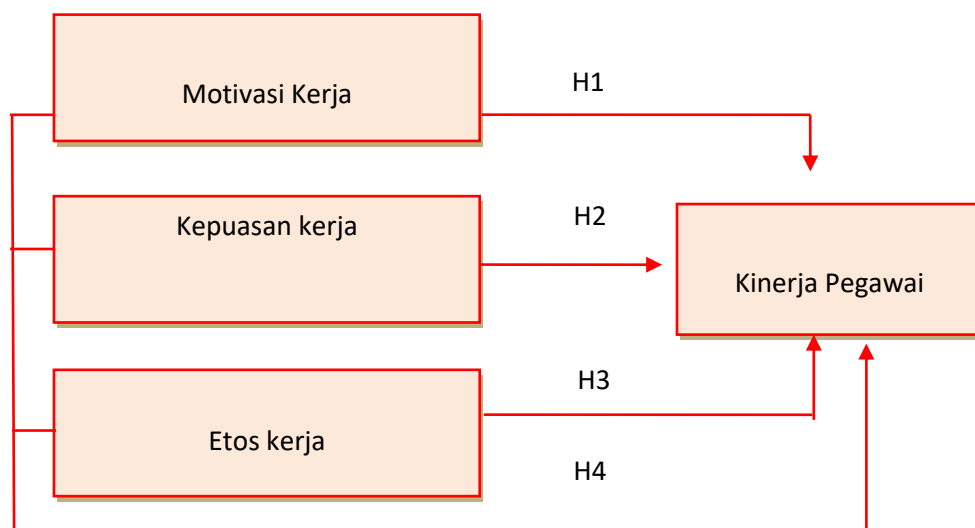 Motivasi Kerja
H1
Kepuasan kerja
H2
Kinerja Pegawai
H3
Etos kerja
H4